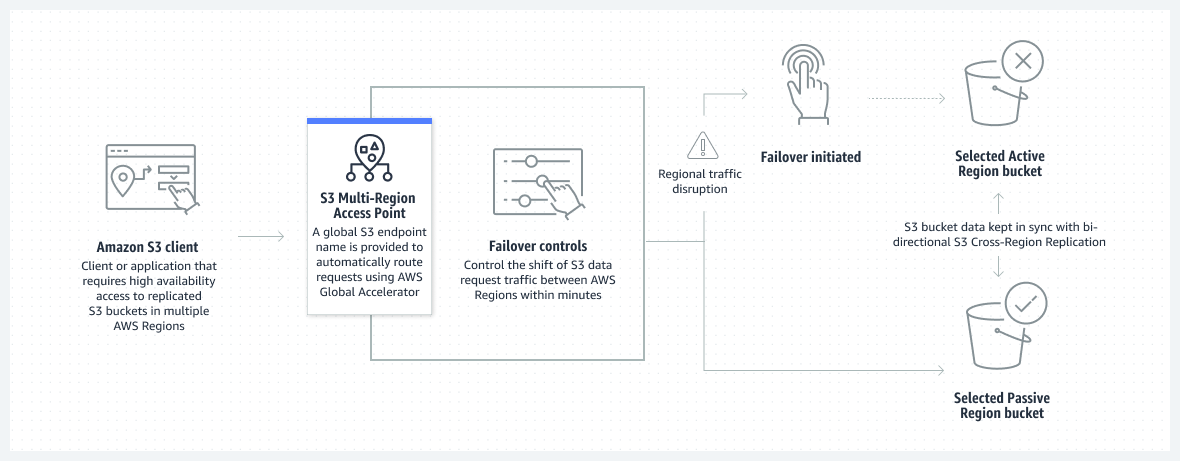 Amazon S3 client
Client or application that
requires high availability
access to replicated
S3 buckets in multiple
AWS Regions
S3 Multi-Region
Access Point
A global S3 endpoint
name is provided to
automatically route
requests using AWS
Global Accelerator
Failover controls
Control the shift of S3 data
request traffic between AWS
Regions within minutes
Regional traffic
disruption
Failover initiated
Selected Active
Region bucket
S3 bucket data kept in sync with bi-
directional S3 Cross-Region Replication
Selected Passive
Region bucket